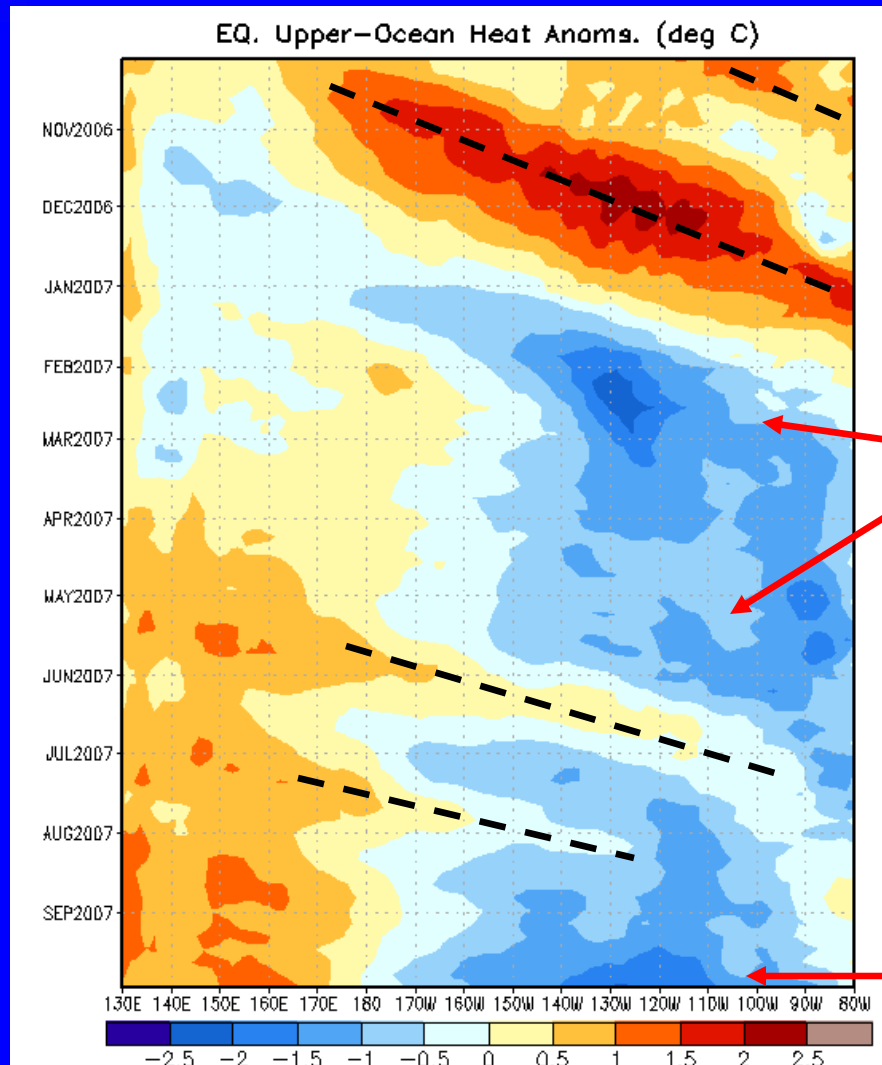 EQ. Upper-Ocean Heat Anoms. (deg C)
NOV2006
DEC2006
JAN2007
FEB2007
MAR2007
APR2007
MAY2007
JUN2007
JUL2007
AUG2007
SEP2007
130E 140E 150E 160E 170E 180 170W 160W 150W 140W 130W 120W 110W 100W 90W 80W
-2.5 -2 -1.5 -1 -0.5 0 0.5 1 1.5 2 2.5